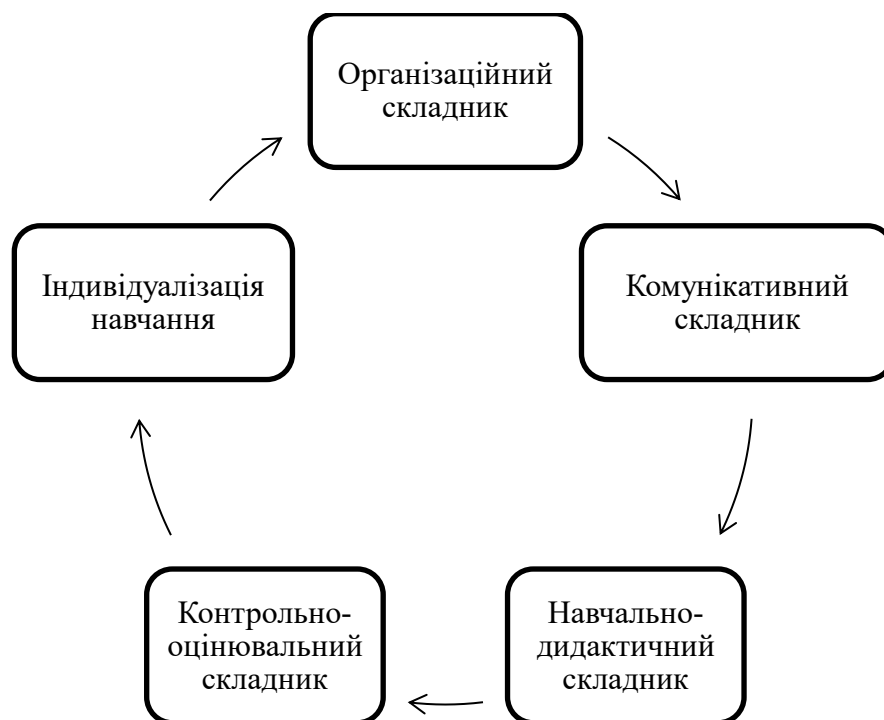 Організаційний
складник
Комунікативний
складник
Навчально-
дидактичний
складник
Контрольно-
оцінювальний
складник
Індивідуалізація
навчання